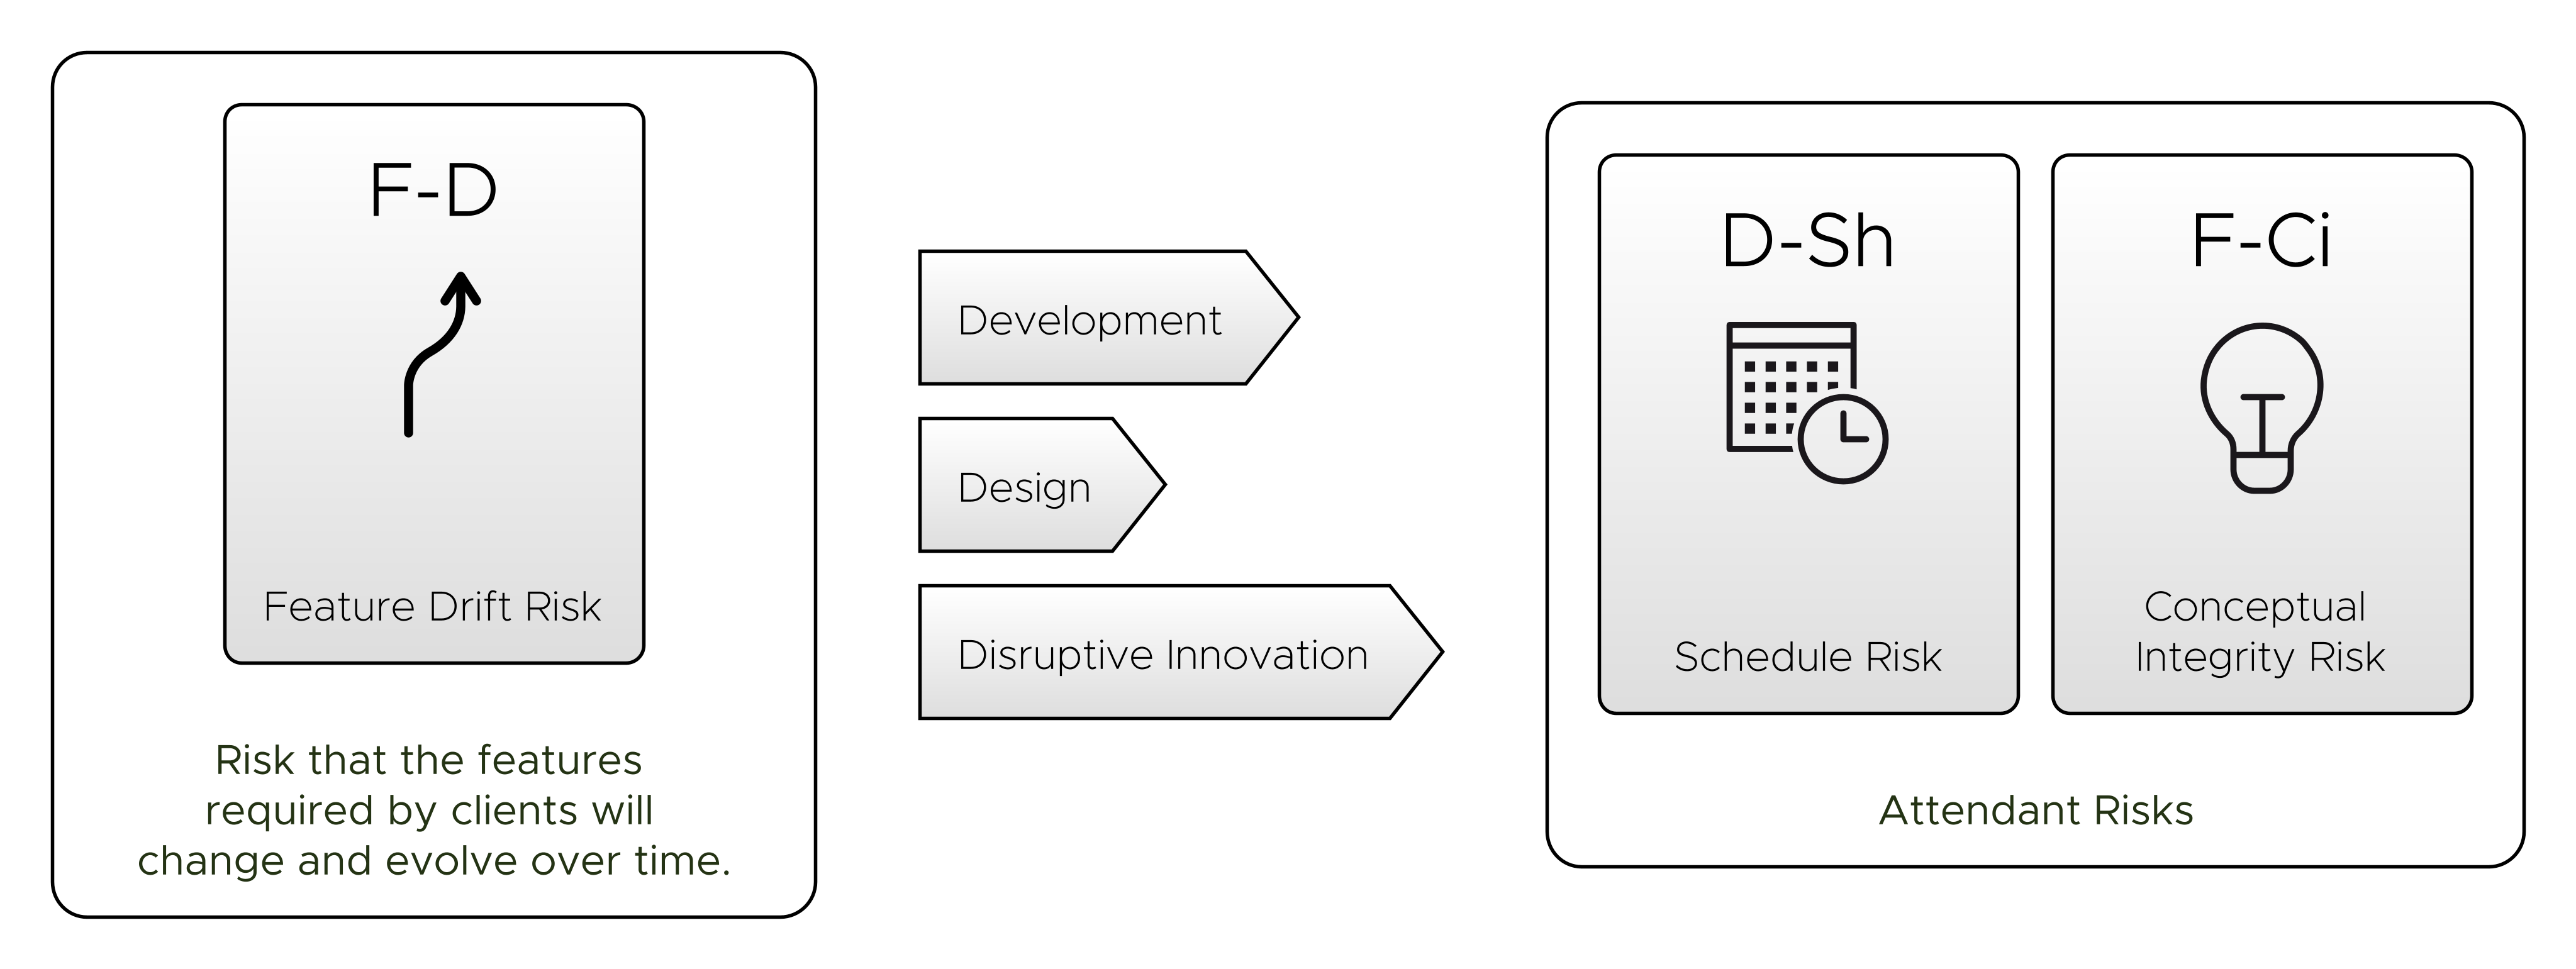 F-D
Feature Drift Risk
Risk that the features
required by clients will
change and evolve over time.
Development
Design
Disruptive Innovation
D-Sh
Schedule Risk
F-Ci
Conceptual
Integrity Risk
Attendant Risks